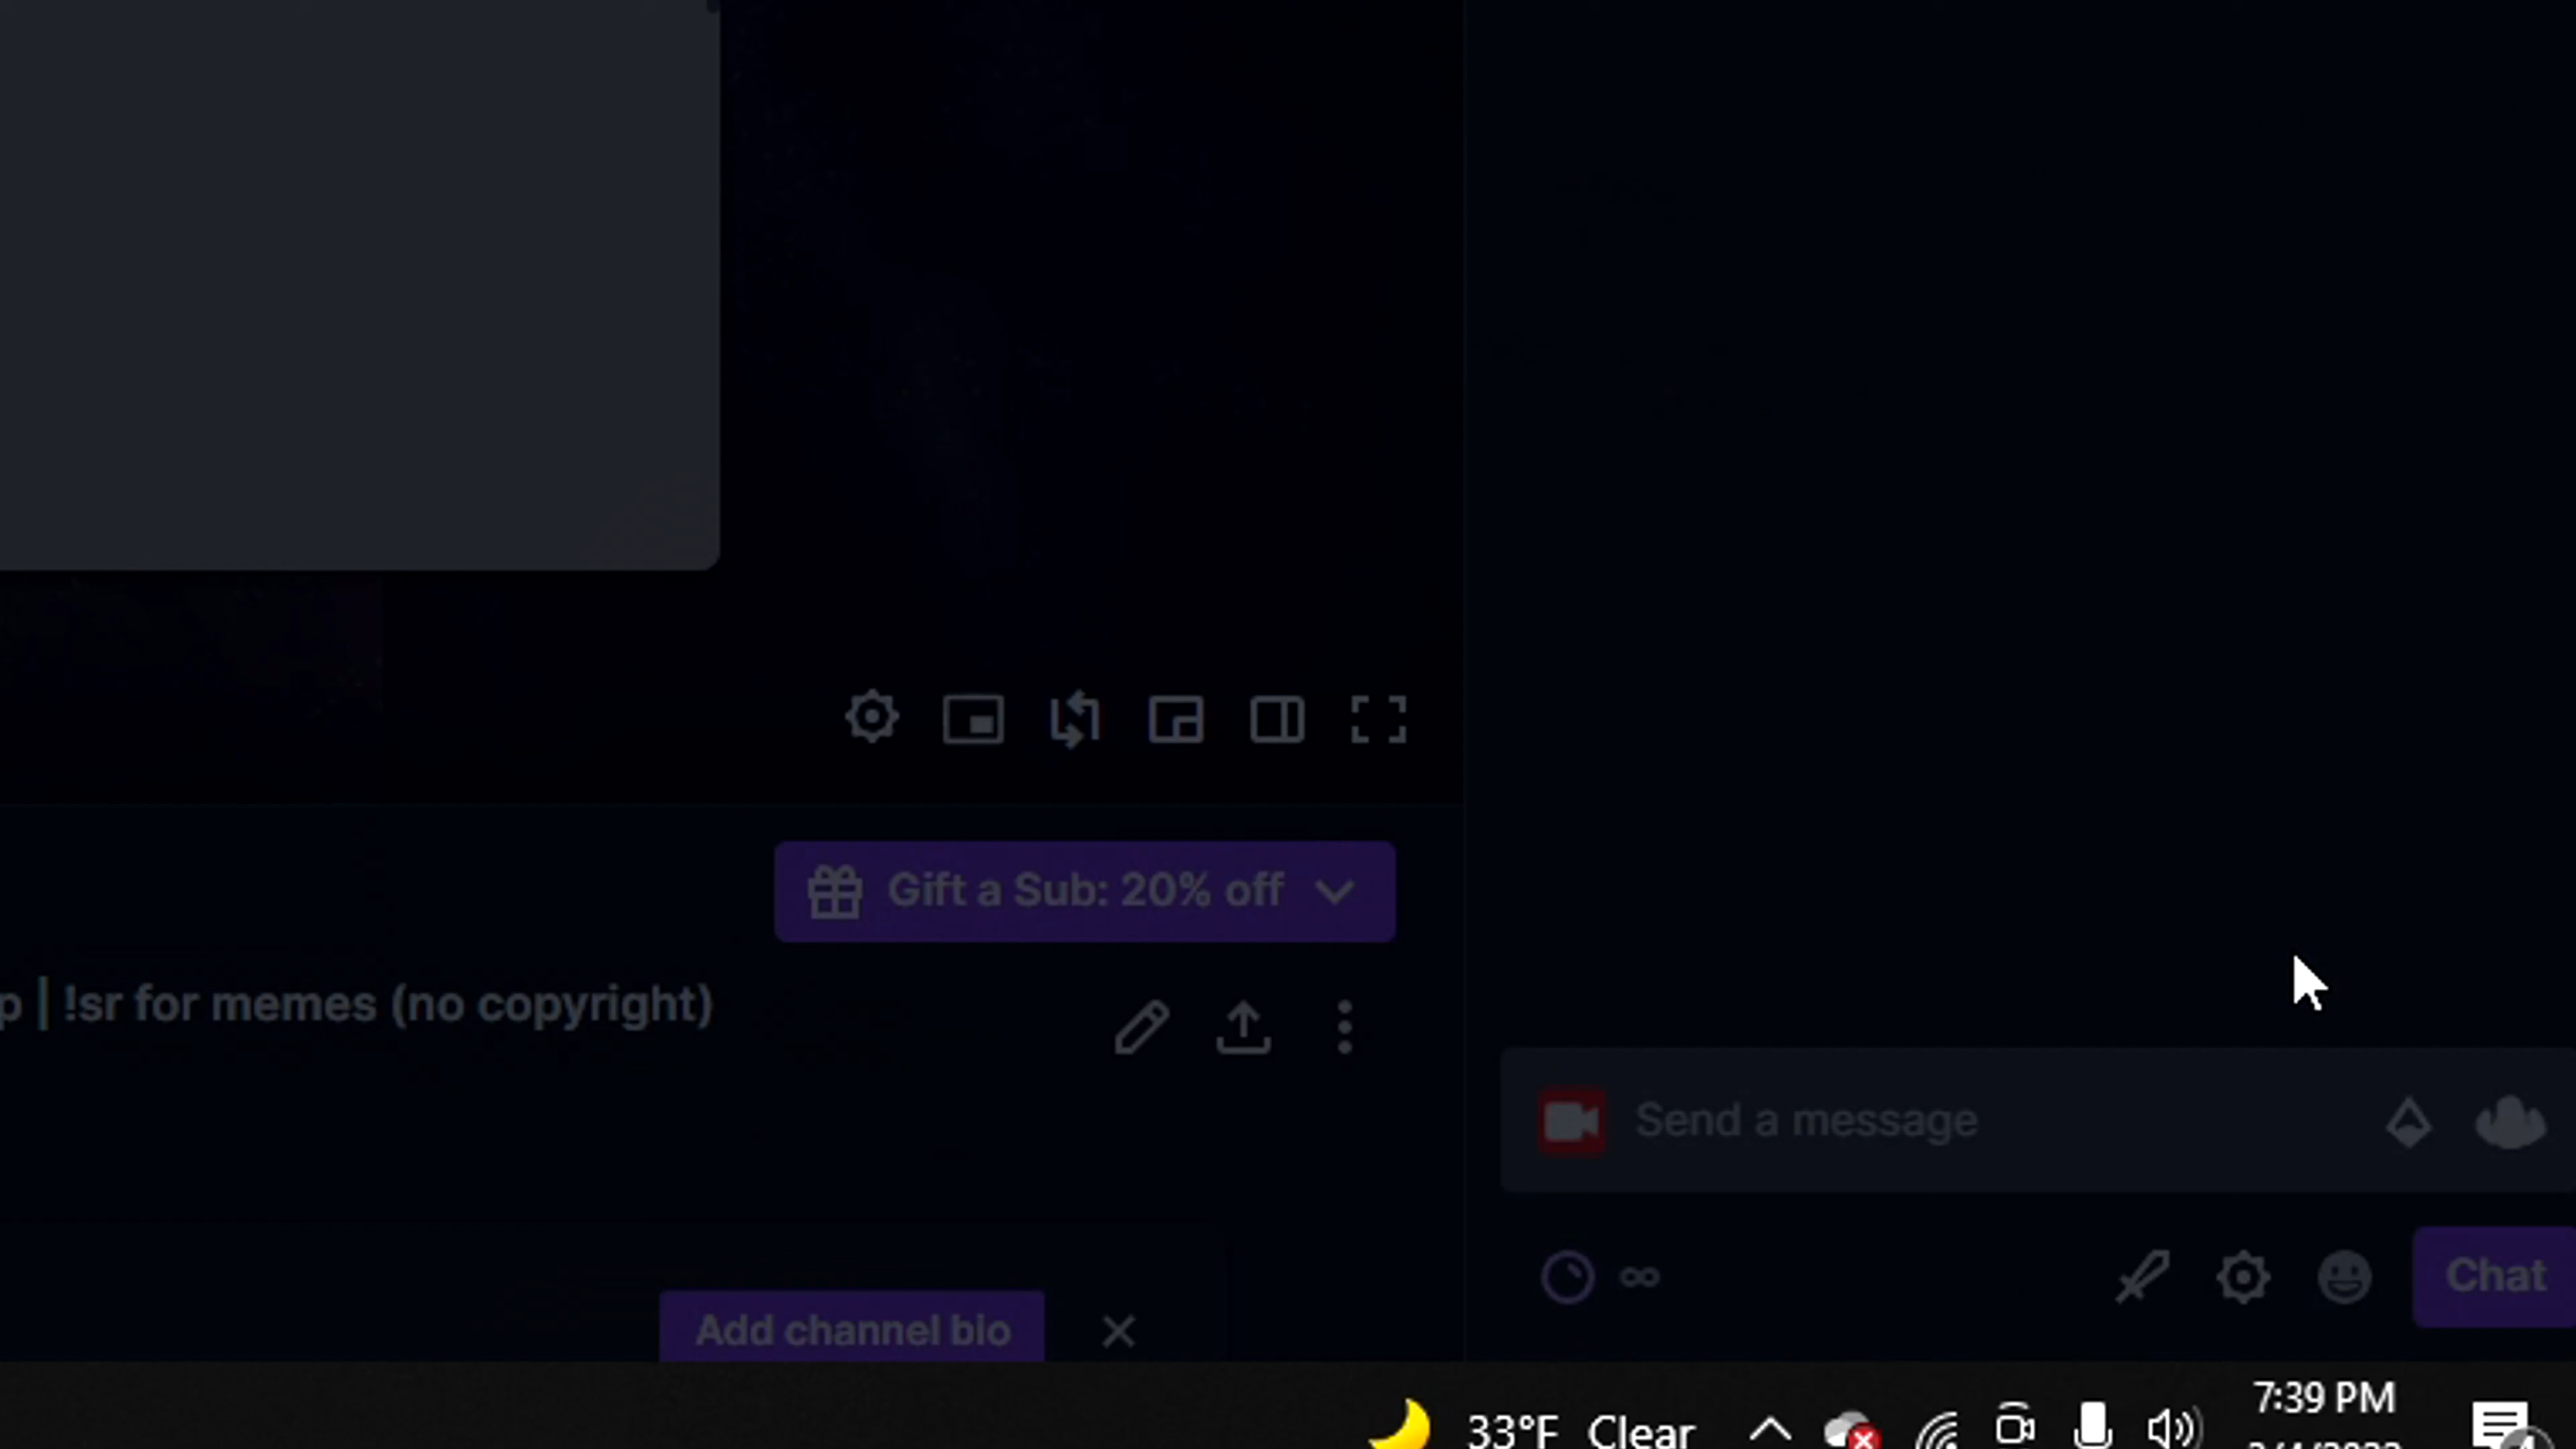 Gift a Sub: 20% off
p | !sr for memes (no copyright)
Send a message
∞
Chat
Add channel bio
7:39 PM
33°F Clear